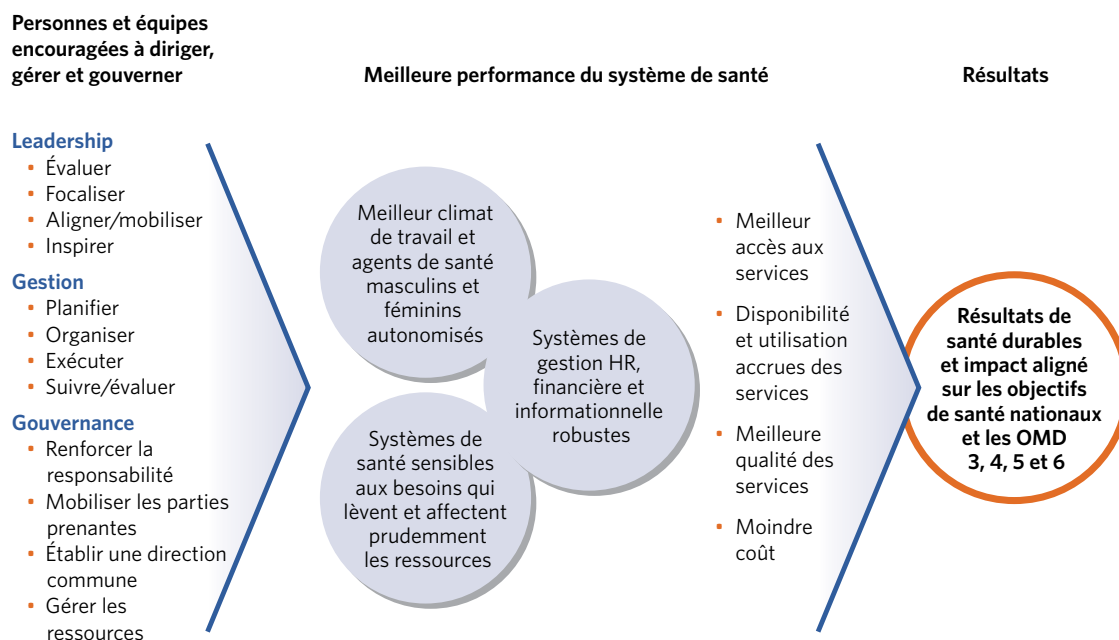 Personnes et équipes
encouragées à diriger,
gérer et gouverner
Meilleure performance du système de santé
Résultats
Leadership
• Évaluer
• Focaliser
• Aligner/mobiliser
• Inspirer
Gestion
• Planifier
• Organiser
• Exécuter
• Suivre/évaluer
Gouvernance
• Renforcer la
responsabilité
• Mobiliser les parties
prenantes
• Établir une direction
commune
• Gérer les
ressources
Meilleur climat
de travail et
agents de santé
masculins et
féminins
autonomisés
Systèmes de
gestion HR,
financière et
informationnelle
robustes
Systèmes de
santé sensibles
aux besoins qui
lèvent et affectent
prudemment
les ressources
• Meilleur
accès aux
services
• Disponibilité
et utilisation
accrues des
services
• Meilleure
qualité des
services
• Moindre
coût
Résultats de
santé durables
et impact aligné
sur les objectifs
de santé nationaux
et les OMD
3, 4, 5 et 6